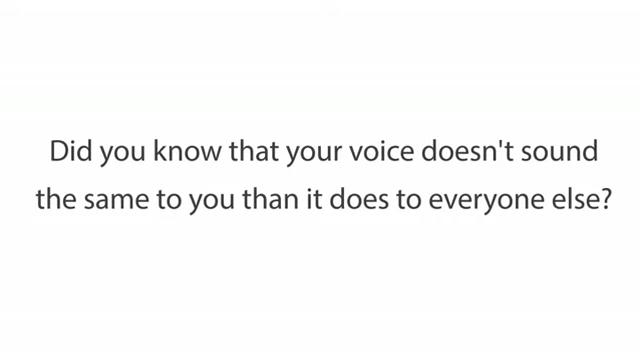 Did you know that your voice doesn't sound
the same to you than it does to everyone else?